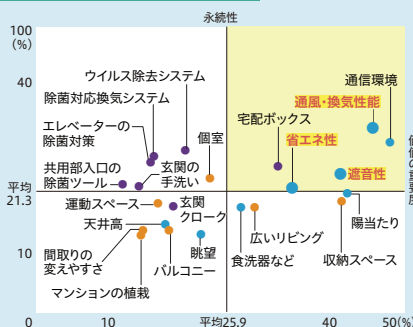 永続性
100
(%)
40
平均
21.3
10
0
10
平均25.9
40
50(%)
ウイルス除去システム
除菌対応換気システム
エレベーターの
除菌対策
共用部入口の
除菌ツール
玄関の
手洗い
個室
宅配ボックス
通信環境
通風・換気性能
省エネ性
遮音性
運動スペース
玄関
クローク
天井高
間取りの
変えやすさ
マンションの植栽
バルコニー
眺望
食洗器など
広いリビング
陽当たり
収納スペース